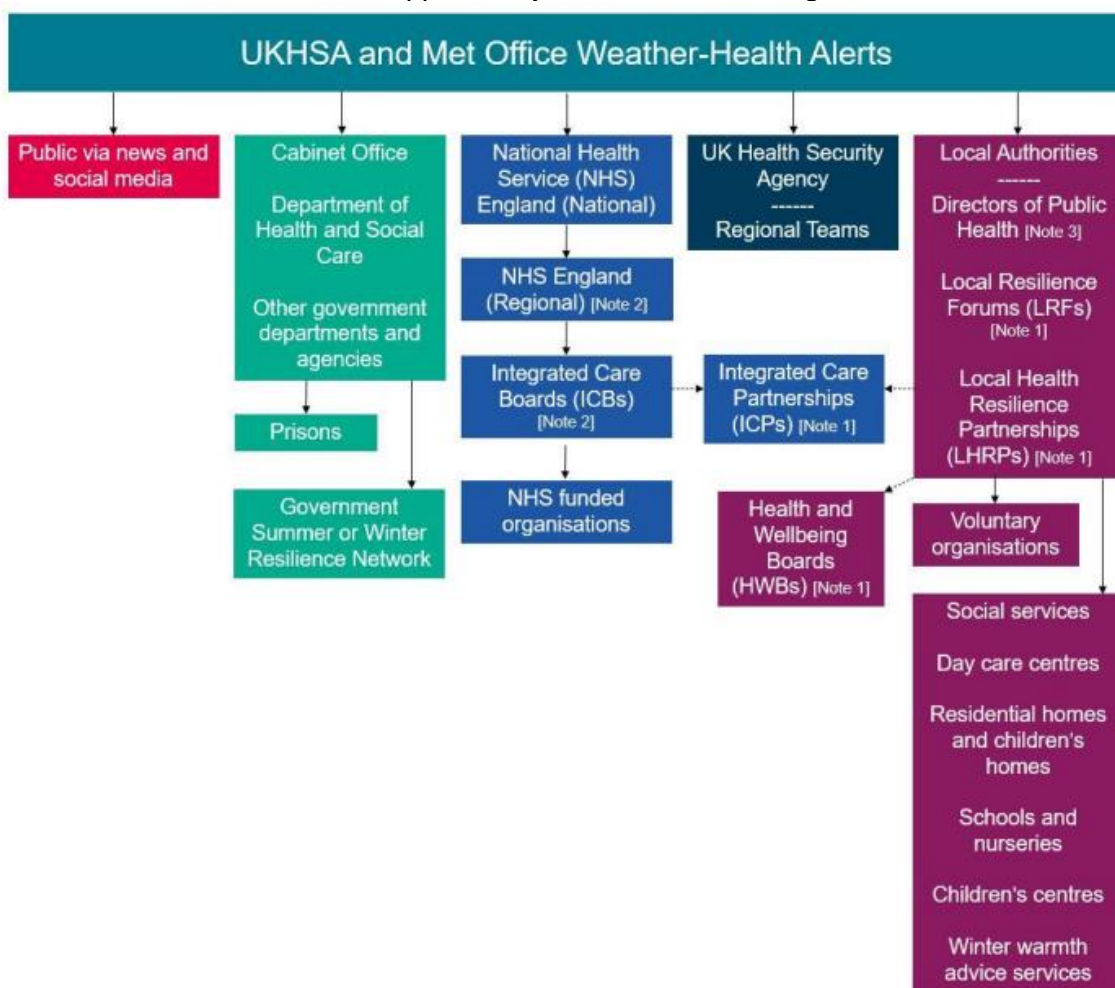 UKHSA and Met Office Weather-Health Alerts
Public via news and
social media
Cabinet Office
Department of
Health and Social
Care
Other government
departments and
agencies
Prisons
Government
Summer or Winter
Resilience Network
National Health
Service (NHS)
England (National)
NHS England
(Regional) [Note 2]
Integrated Care
Boards (ICBs)
[Note 2]
NHS funded
organisations
UK Health Security
Agency
------
Regional Teams
Integrated Care
Partnerships
(ICPs) [Note 1]
Health and
Wellbeing
Boards
(HWBs) [Note 1]
Local Authorities
------
Directors of Public
Health [Note 3]
Local Resilience
Forums (LRFs)
[Note 1]
Local Health
Resilience
Partnerships
(LHRPs) [Note 1]
Voluntary
organisations
Social services
Day care centres
Residential homes
and children's
homes
Schools and
nurseries
Children's centres
Winter warmth
advice services